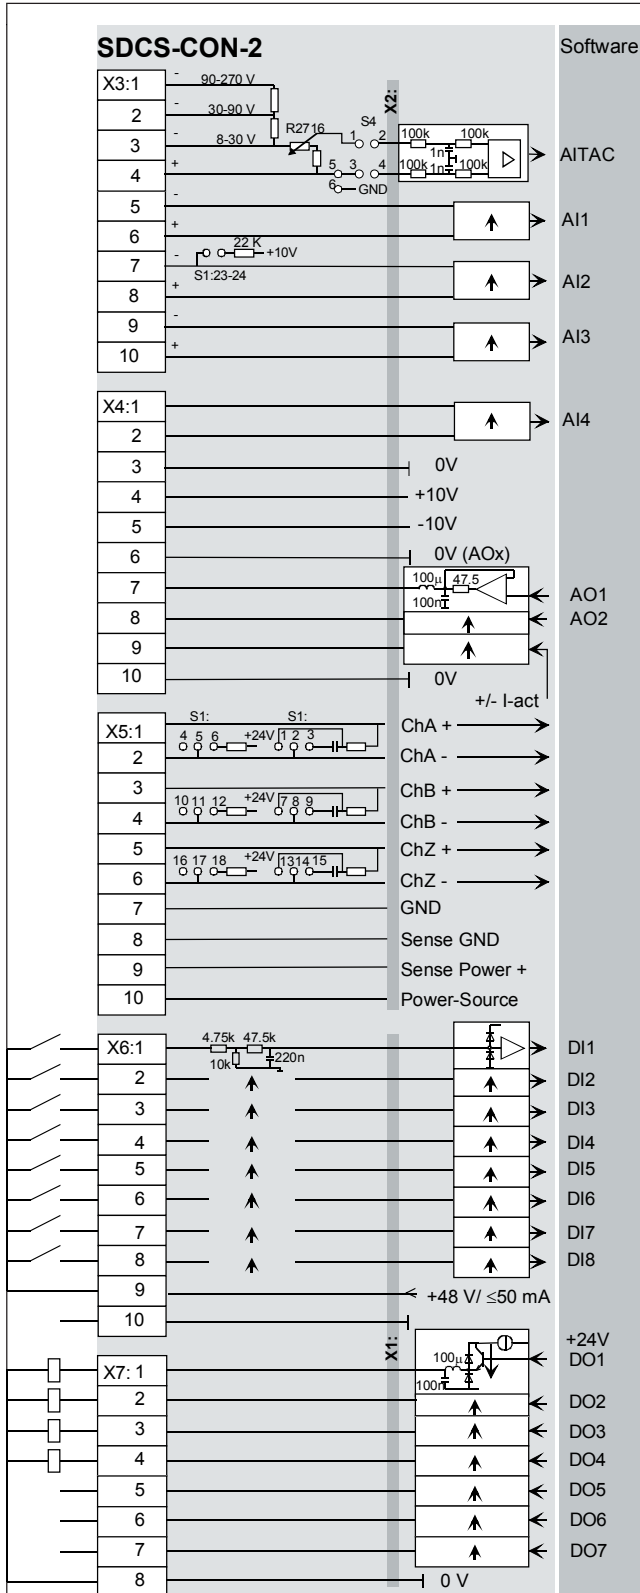 SDCS-CON-2 Software
X3:1 - 90-270 V
2 - 30-90 V
3 - 8-30 V R2716 S4 1 2 100k 100k X2:
1n 1n AITAC
4 + 5 3 4 100k 100k
6 GND
5 -
6 + AI1
22 K +10V
7 - S1:23-24
8 + AI2
9 -
10 + AI3
X4:1
2 AI4
3 0V
4 +10V
5 -10V
6 0V (AOx)
7 100µ 47.5 100n AO1
8 AO2
9
10 0V
+/- I-act
S1: S1:
X5:1 ChA +
4 5 6 +24V 1 2 3
2 ChA -
3 ChB +
10 11 12 +24V 7 8 9
4 ChB -
5 ChZ +
16 17 18 +24V 13 14 15
6 ChZ -
7 GND
8 Sense GND
9 Sense Power +
10 Power-Source
X6:1 4.75k 47.5k DI1
10k 220n
2 DI2
3 DI3
4 DI4
5 DI5
6 DI6
7 DI7
8 DI8
9 +48 V/ ≤50 mA
10
X1: +24V
X7: 1 100µ 100n DO1
2 DO2
3 DO3
4 DO4
5 DO5
6 DO6
7 DO7
8 0 V